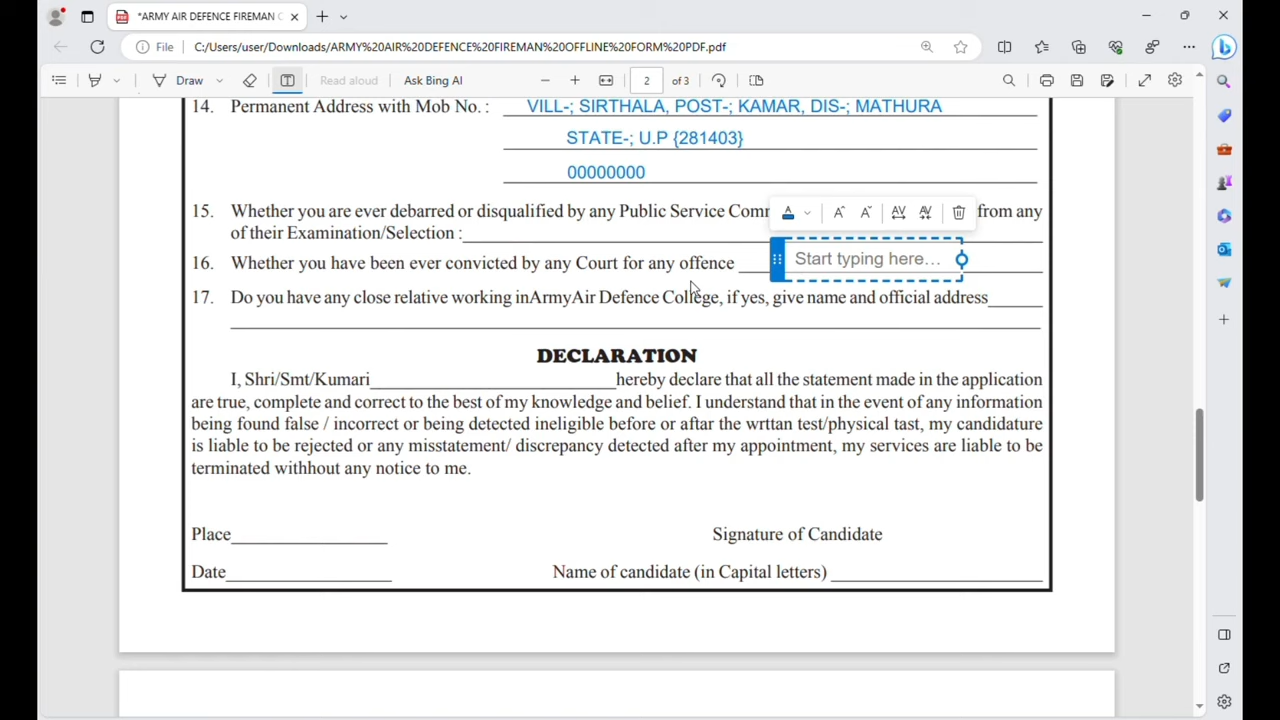 *ARMY AIR DEFENCE FIREMAN
File C:/Users/user/Downloads/ARMY%20AIR%20DEFENCE%20FIREMAN%20OFFLINE%20FORM%20PDF.pdf
Draw Read aloud Ask Bing AI 2 of 3
14. Permanent Address with Mob No. : VILL-; SIRTHALA, POST-; KAMAR, DIS-; MATHURA
STATE-; U.P {281403}
00000000
15. Whether you are ever debarred or disqualified by any Public Service Comm from any
of their Examination/Selection :
16. Whether you have been ever convicted by any Court for any offence Start typing here...
17. Do you have any close relative working inArmyAir Defence College, if yes, give name and official address
DECLARATION
I, Shri/Smt/Kumari hereby declare that all the statement made in the application
are true, complete and correct to the best of my knowledge and belief. I understand that in the event of any information
being found false / incorrect or being detected ineligible before or aftar the wrttan test/physical tast, my candidature
is liable to be rejected or any misstatement/ discrepancy detected after my appointment, my services are liable to be
terminated withhout any notice to me.
Place Signature of Candidate
Date Name of candidate (in Capital letters)